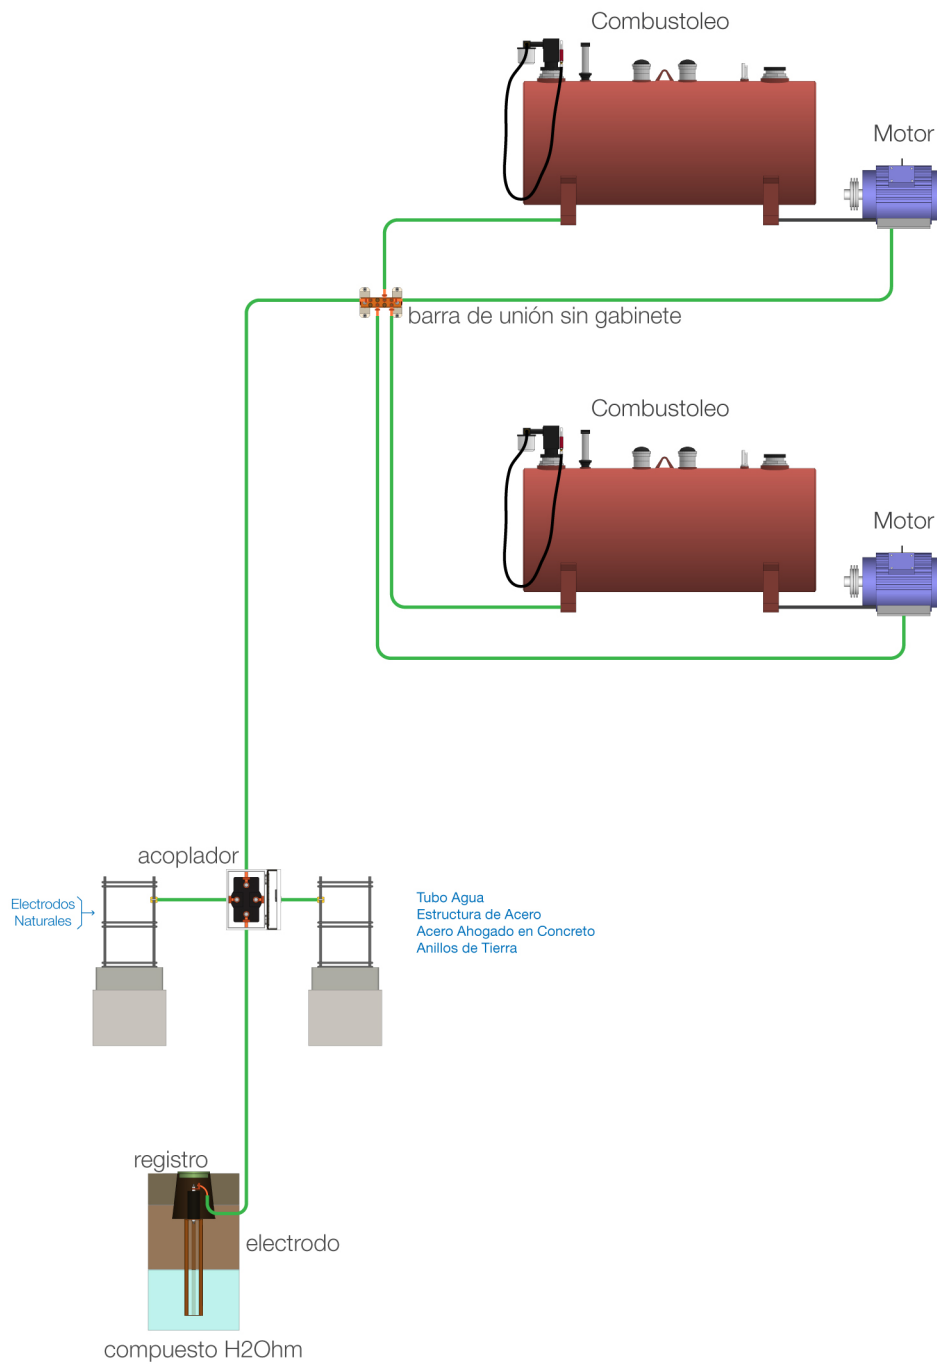 Combustoleo
Motor
barra de unión sin gabinete
Combustoleo
Motor
acoplador
Electrodos
Naturales
Tubo Agua
Estructura de Acero
Acero Ahogado en Concreto
Anillos de Tierra
registro
electrodo
compuesto H2Ohm